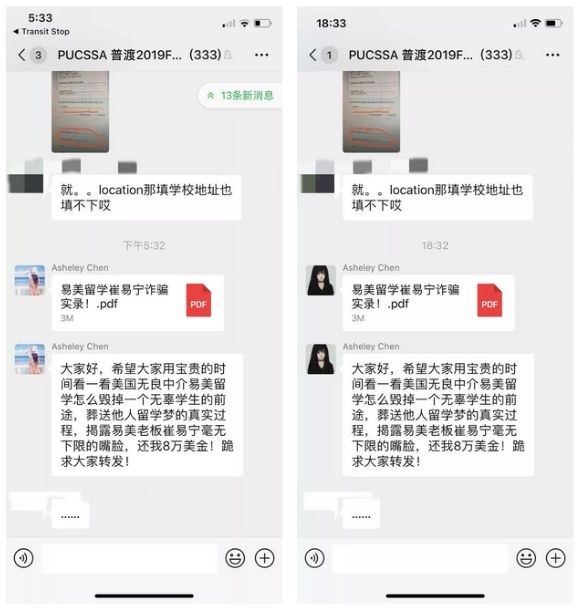 5:33
◀ Transit Stop
3
PUCSSA 普渡2019F... (333)
13条新消息
就。。location那填学校地址也
填不下哎
下午5:32
Asheley Chen
易美留学崔易宁诈骗
实录！.pdf
PDF
3M
Asheley Chen
大家好，希望大家用宝贵的时
间看一看美国无良中介易美留
学怎么毁掉一个无辜学生的前
途，葬送他人留学梦的真实过
程，揭露易美老板崔易宁毫无
下限的嘴脸，还我8万美金！跪
求大家转发！
......
18:33
1
PUCSSA 普渡2019F... (333)
就。。location那填学校地址也
填不下哎
18:32
Asheley Chen
易美留学崔易宁诈骗
实录！.pdf
PDF
3M
Asheley Chen
大家好，希望大家用宝贵的时
间看一看美国无良中介易美留
学怎么毁掉一个无辜学生的前
途，葬送他人留学梦的真实过
程，揭露易美老板崔易宁毫无
下限的嘴脸，还我8万美金！跪
求大家转发！
......